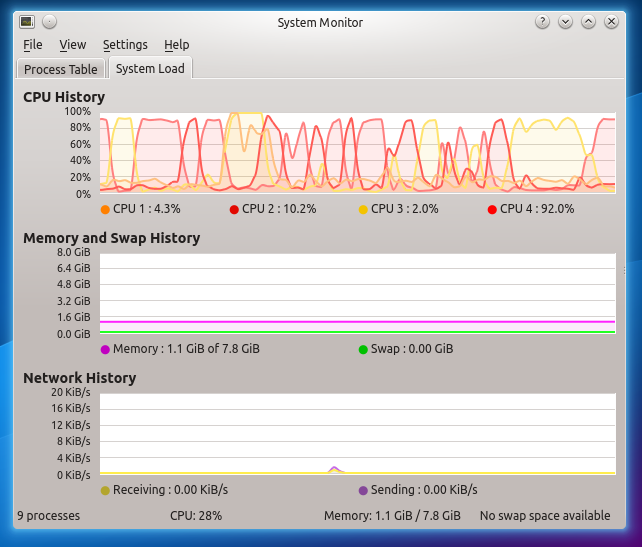 System Monitor
File View Settings Help
Process Table System Load
CPU History
100%
80%
60%
40%
20%
0%
CPU 1 : 4.3% CPU 2 : 10.2% CPU 3 : 2.0% CPU 4 : 92.0%
Memory and Swap History
8.0 GiB
6.4 GiB
4.8 GiB
3.2 GiB
1.6 GiB
0.0 GiB
Memory : 1.1 GiB of 7.8 GiB Swap : 0.00 GiB
Network History
20 KiB/s
16 KiB/s
12 KiB/s
8 KiB/s
4 KiB/s
0 KiB/s
Receiving : 0.00 KiB/s Sending : 0.00 KiB/s
9 processes CPU: 28% Memory: 1.1 GiB / 7.8 GiB No swap space available